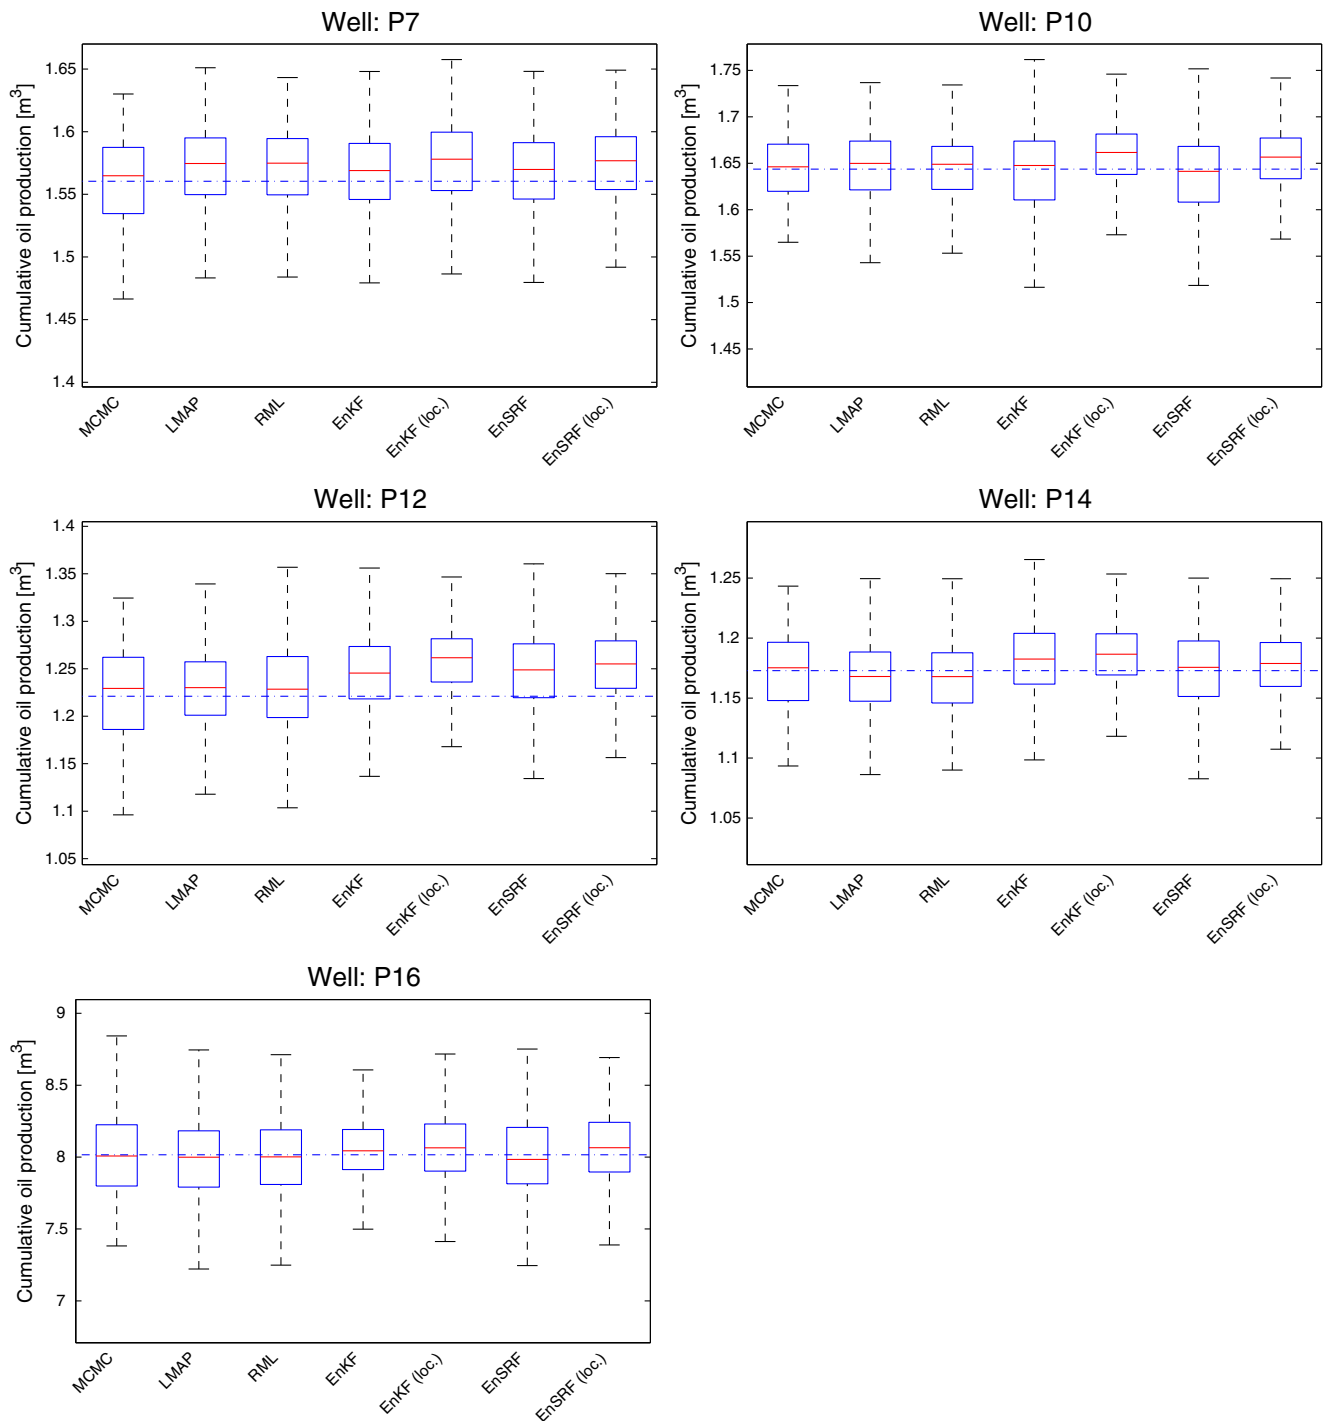 Well: P7
Cumulative oil production [m³]
1.65
1.6
1.55
1.5
1.45
1.4
MCMC
LMAP
RML
EnKF
EnKF (loc.)
EnSRF
EnSRF (loc.)
Well: P10
Cumulative oil production [m³]
1.75
1.7
1.65
1.6
1.55
1.5
1.45
MCMC
LMAP
RML
EnKF
EnKF (loc.)
EnSRF
EnSRF (loc.)
Well: P12
Cumulative oil production [m³]
1.4
1.35
1.3
1.25
1.2
1.15
1.1
1.05
MCMC
LMAP
RML
EnKF
EnKF (loc.)
EnSRF
EnSRF (loc.)
Well: P14
Cumulative oil production [m³]
1.25
1.2
1.15
1.1
1.05
MCMC
LMAP
RML
EnKF
EnKF (loc.)
EnSRF
EnSRF (loc.)
Well: P16
Cumulative oil production [m³]
9
8.5
8
7.5
7
MCMC
LMAP
RML
EnKF
EnKF (loc.)
EnSRF
EnSRF (loc.)